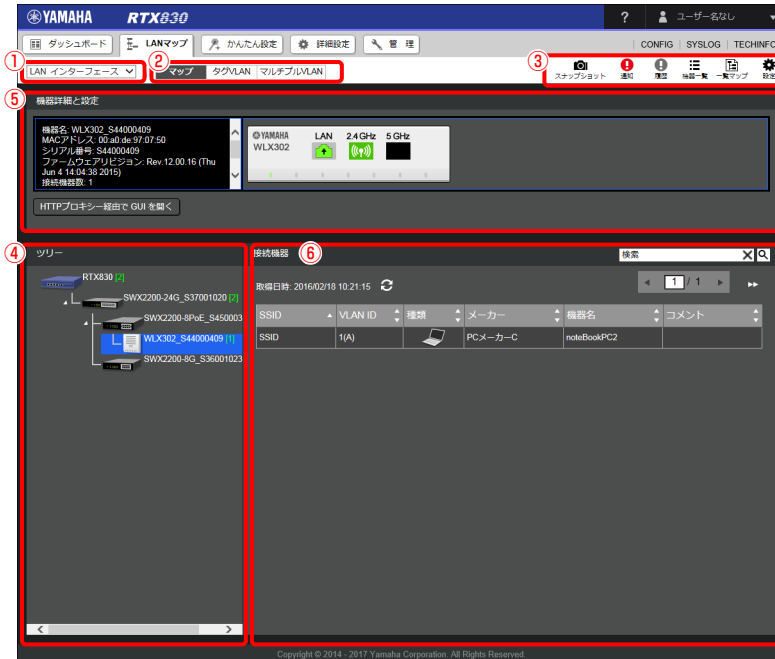 YAMAHA RTX830 ? ユーザー名なし
ダッシュボード LANマップ かんたん設定 詳細設定 管 理 CONFIG SYSLOG TECHINFO
① ② ③
LAN インターフェース マップ タグVLAN マルチプルVLAN スナップショット 通知 履歴 機器一覧 一覧マップ 設定
⑤
機器詳細と設定
機器名: WLX302_S44000409
MACアドレス: 00:a0:de:97:07:50
シリアル番号: S44000409
ファームウェアリビジョン: Rev.12.00.16 (Thu
Jun 4 14:04:38 2015)
接続機器数: 1
YAMAHA
WLX302
LAN 2.4 GHz 5 GHz
HTTPプロキシー経由で GUI を開く
④ ツリー
RTX830 [2]
SWX2200-24G_S37001020 [2]
SWX2200-8PoE_S450003
WLX302_S44000409 [1]
SWX2200-8G_S36001023
接続機器 ⑥ 検索
取得日時: 2016/02/18 10:21:15 1 / 1
SSID VLAN ID 種類 メーカー 機器名 コメント
SSID 1(A) PCメーカーC noteBookPC2
Copyright © 2014 - 2017 Yamaha Corporation. All Rights Reserved.